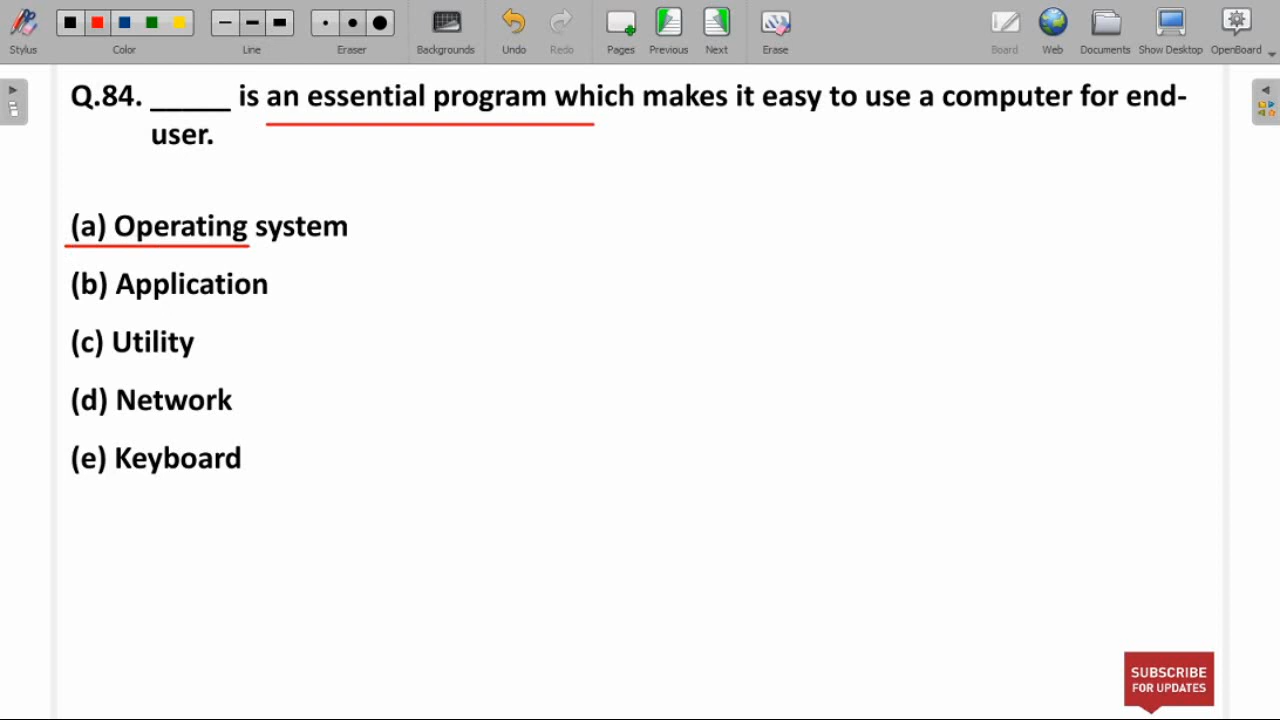 Stylus
Color
Line
Eraser
Backgrounds
Undo
Redo
Pages
Previous
Next
Erase
Board
Web
Documents
Show Desktop
OpenBoard
Q.84. _____ is an essential program which makes it easy to use a computer for end-
user.
(a) Operating system
(b) Application
(c) Utility
(d) Network
(e) Keyboard
SUBSCRIBE
FOR UPDATES